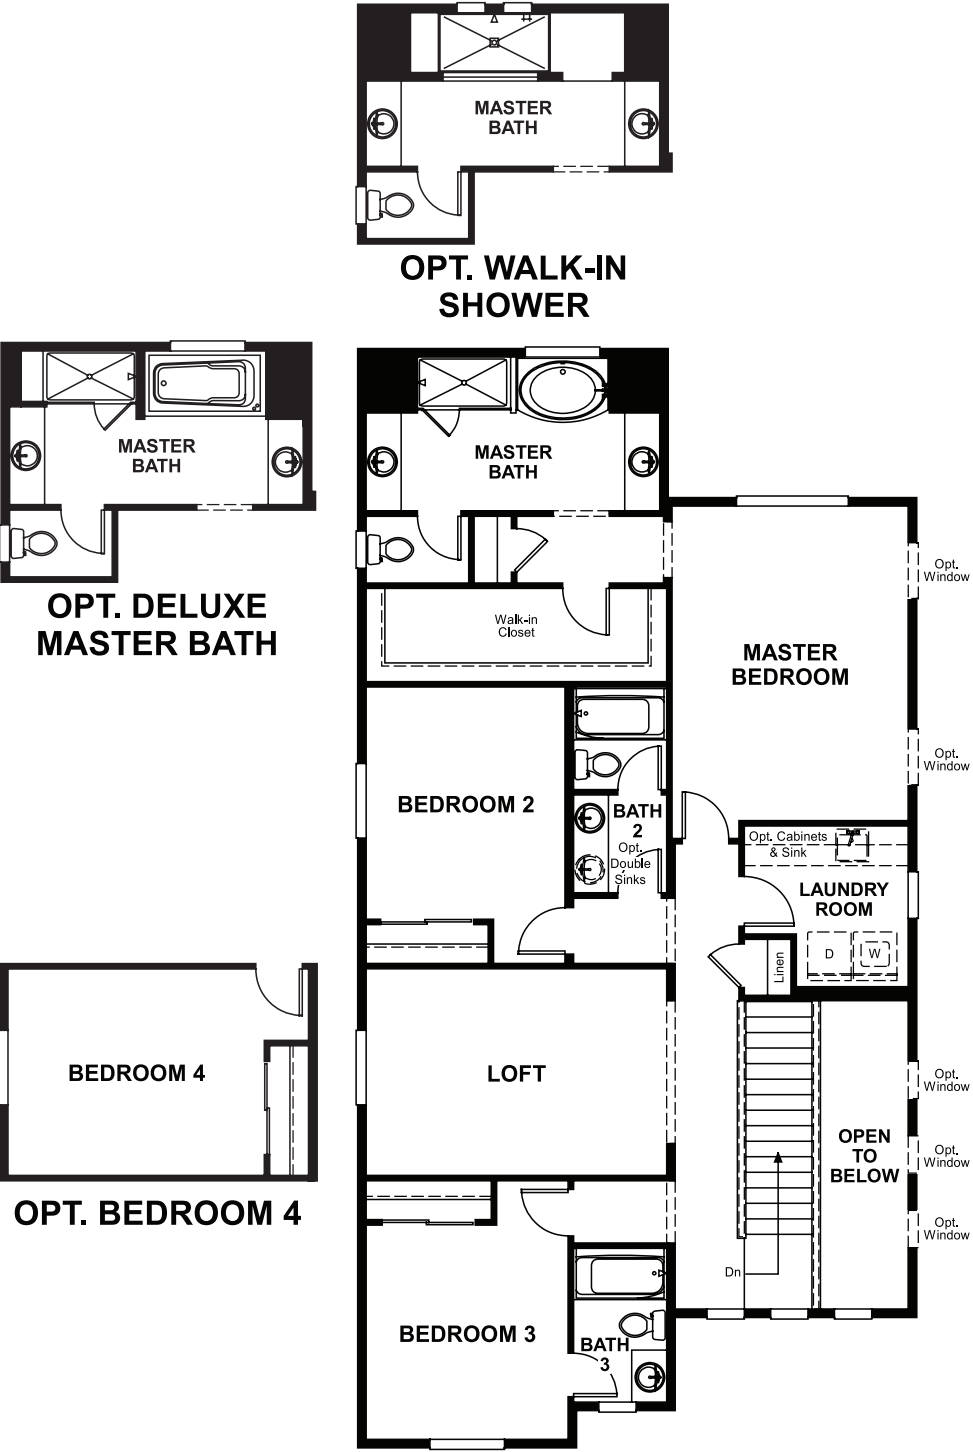 MASTER
BATH
OPT. WALK-IN
SHOWER
MASTER
BATH
OPT. DELUXE
MASTER BATH
MASTER
BATH
Walk-in
Closet
MASTER
BEDROOM
Opt.
Window
Opt.
Window
BEDROOM 2
BATH
2
Opt.
Double
Sinks
Opt. Cabinets
& Sink
LAUNDRY
ROOM
D
W
Linen
BEDROOM 4
OPT. BEDROOM 4
LOFT
OPEN
TO
BELOW
Opt.
Window
Opt.
Window
Opt.
Window
Dn
BEDROOM 3
BATH
3